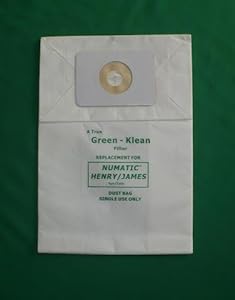 A True
Green - Klean
Filter
REPLACEMENT FOR
NUMATIC
HENRY/JAMES
DUST BAG
SINGLE USE ONLY